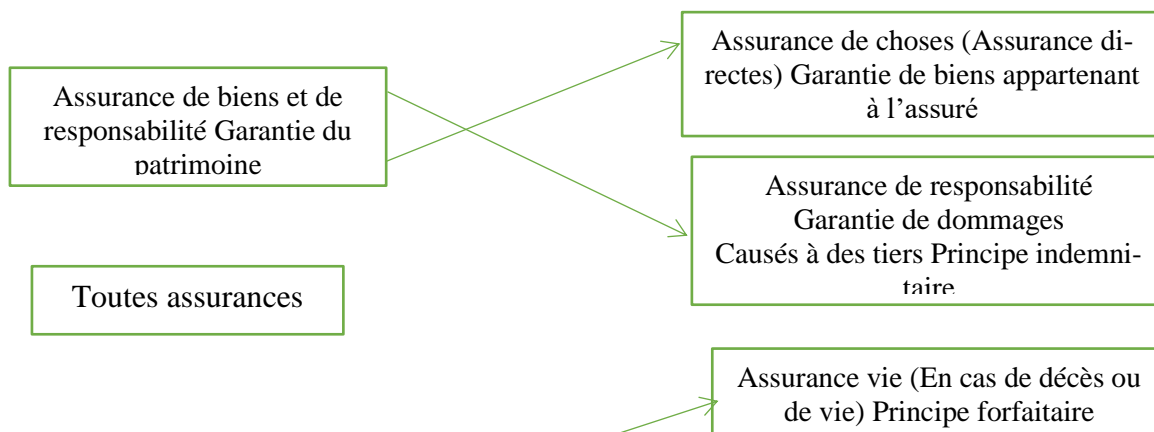 Assurance de biens et de
responsabilité Garantie du
patrimoine
Assurance de choses (Assurance di-
rectes) Garantie de biens appartenant
à l’assuré
Assurance de responsabilité
Garantie de dommages
Causés à des tiers Principe indemni-
taire
Toutes assurances
Assurance vie (En cas de décès ou
de vie) Principe forfaitaire